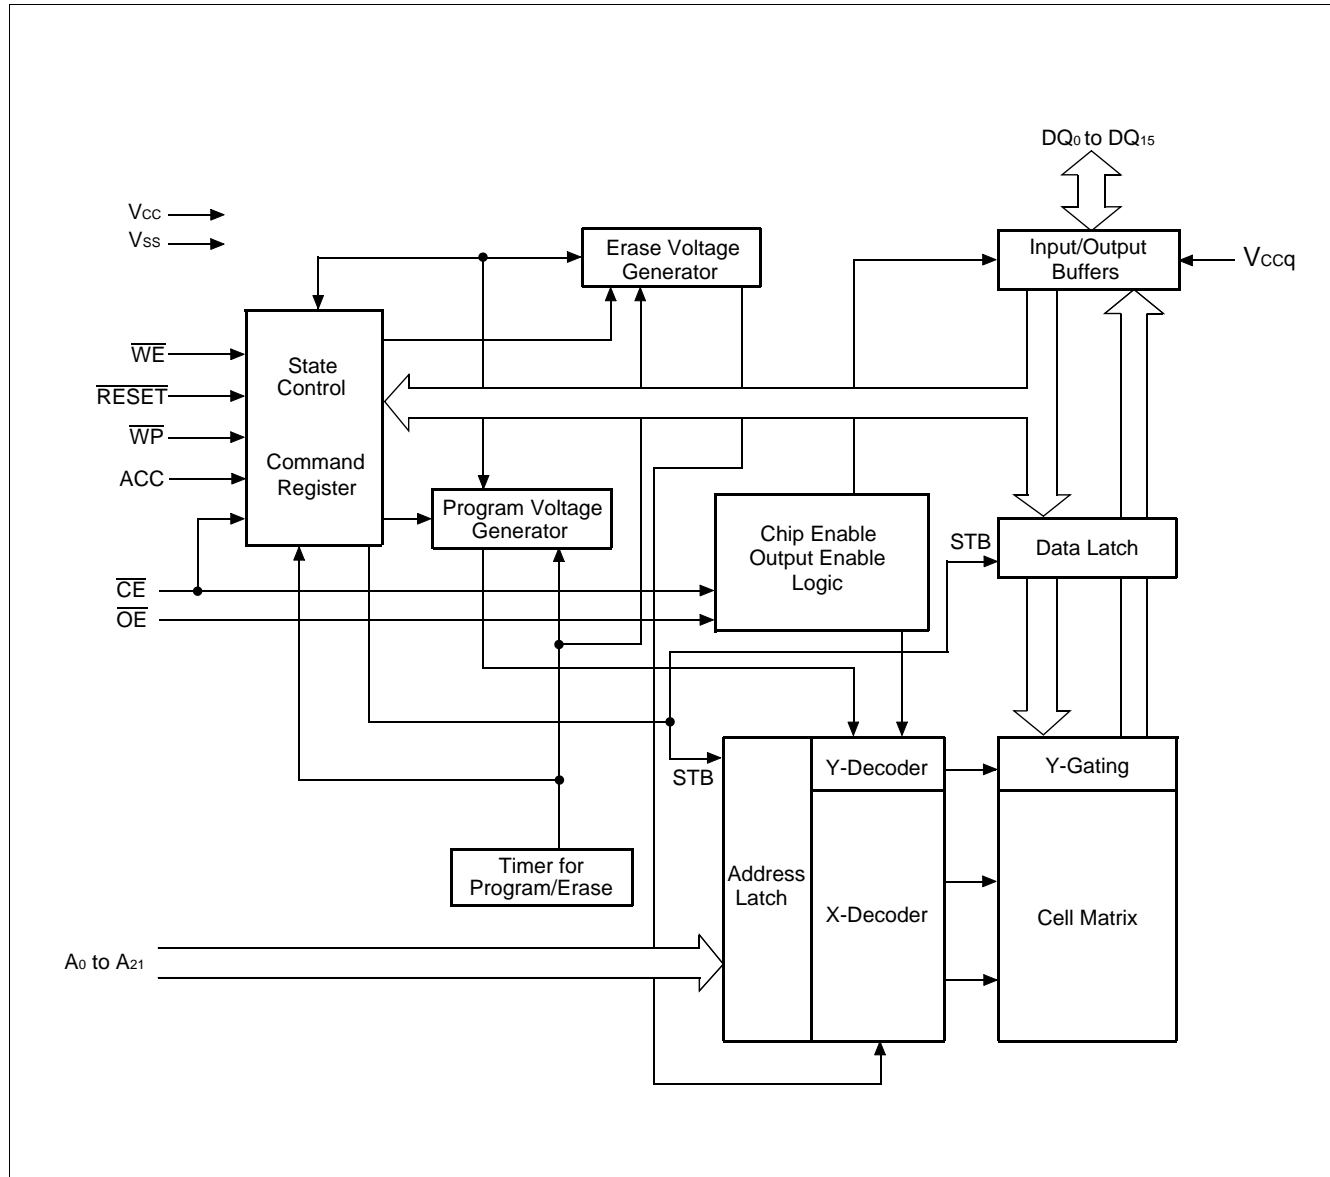 DQ0 to DQ15
VCC
VSS
Erase Voltage
Generator
Input/Output
Buffers
VCCq
WE
RESET
WP
ACC
State
Control
Command
Register
Program Voltage
Generator
Chip Enable
Output Enable
Logic
STB
Data Latch
CE
OE
STB
Y-Decoder
Y-Gating
Timer for
Program/Erase
Address
Latch
X-Decoder
Cell Matrix
A0 to A21